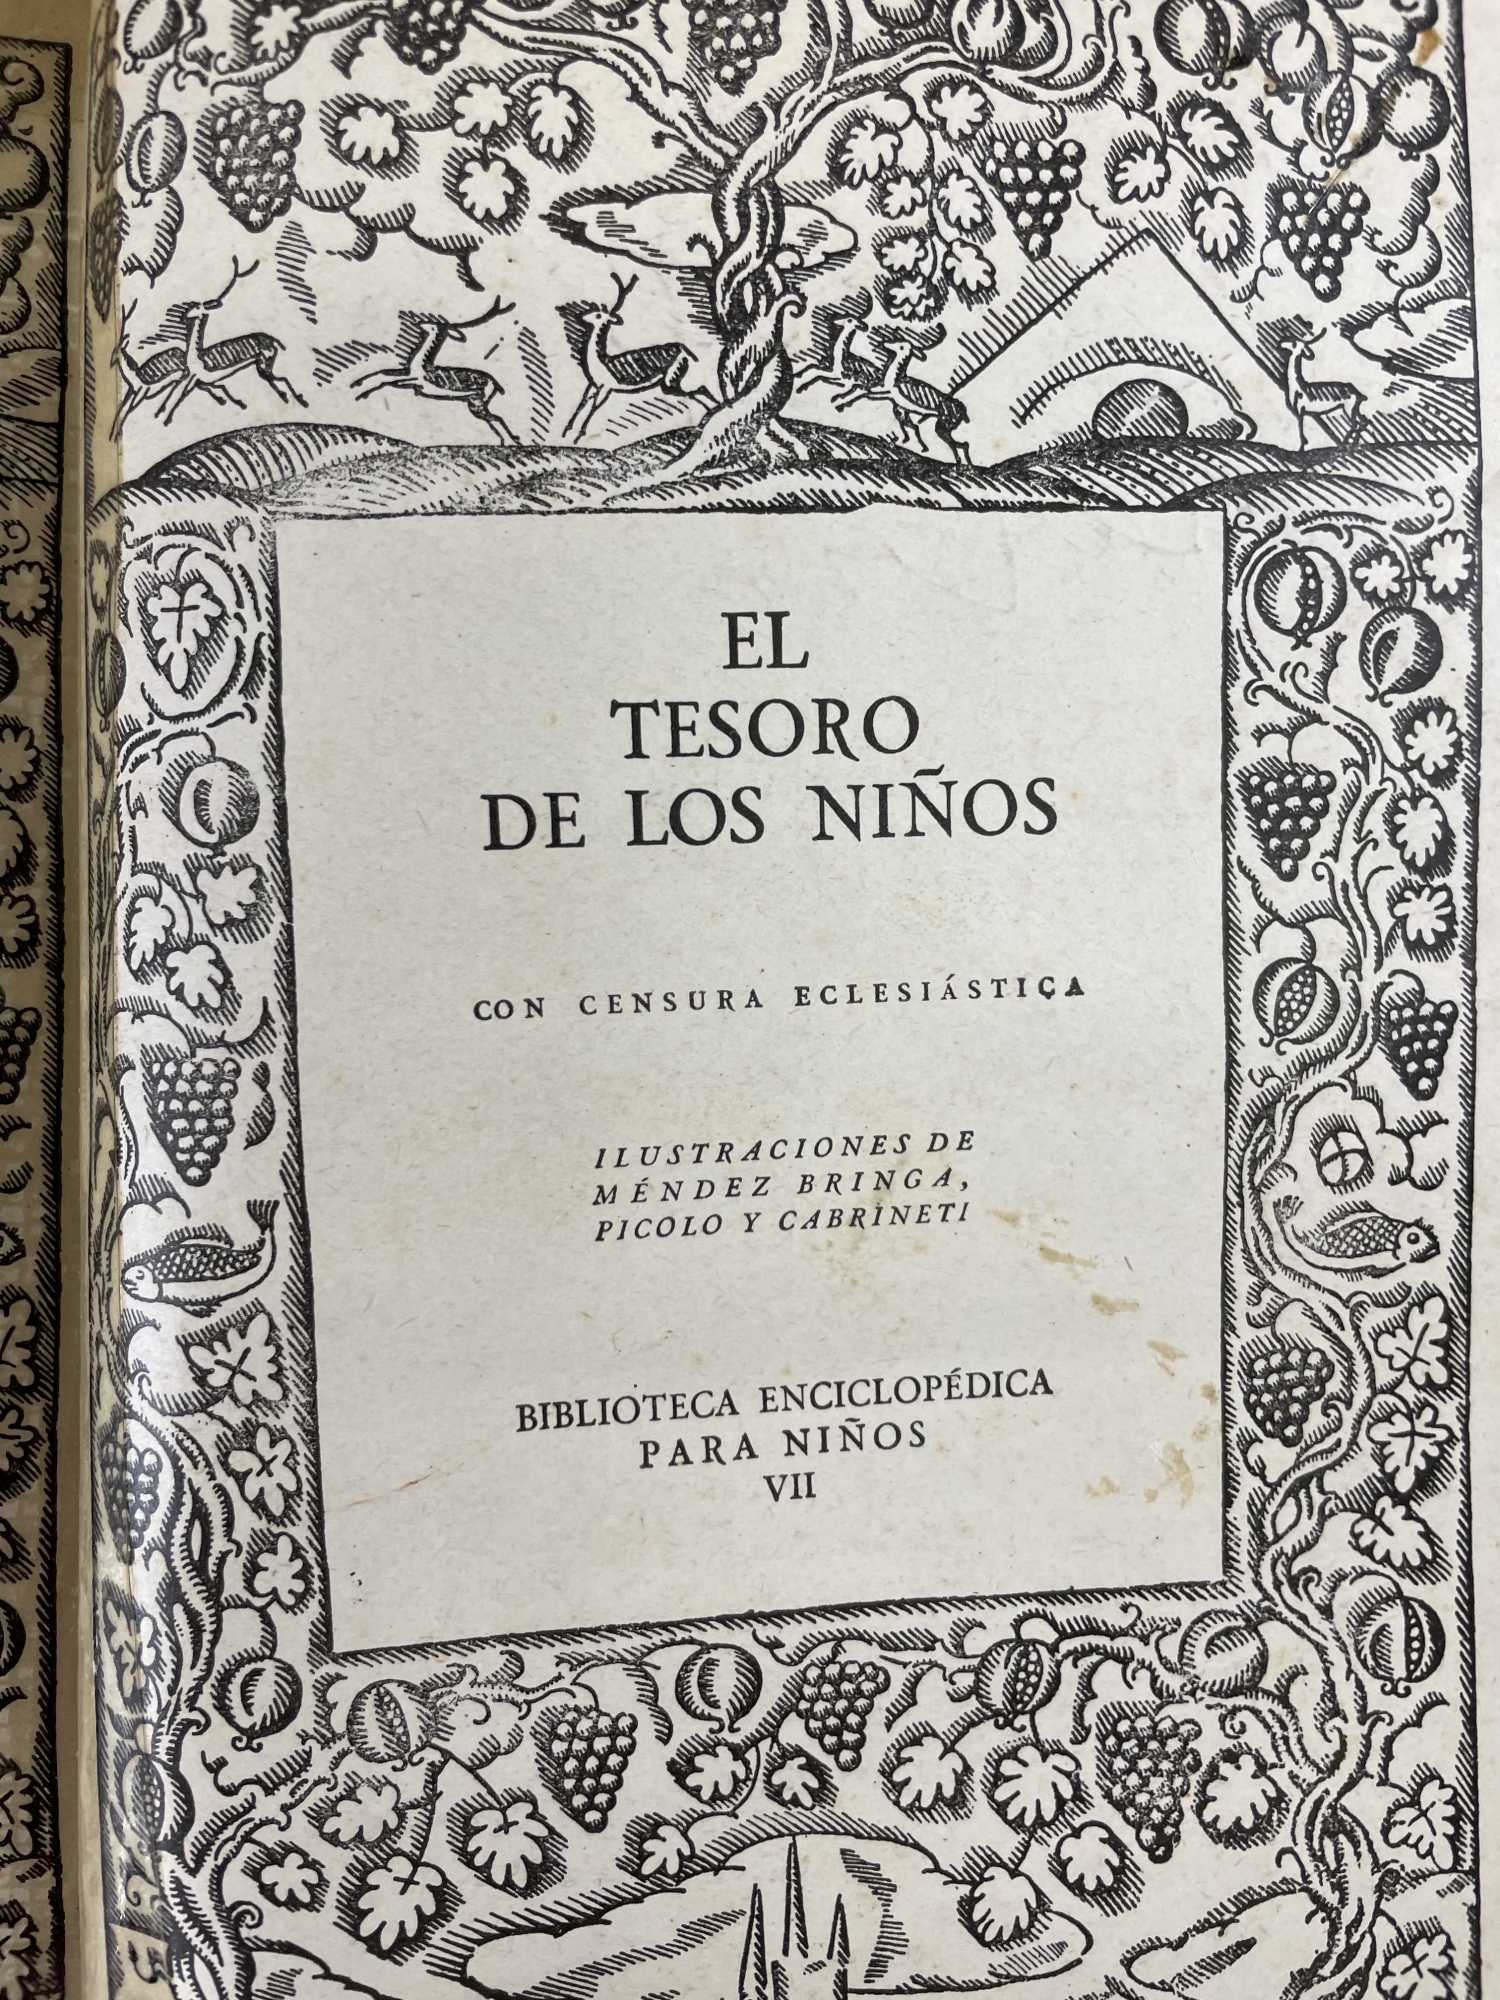 EL
TESORO
DE LOS NIÑOS
CON CENSURA ECLESIÁSTICA
ILUSTRACIONES DE
MÉNDEZ BRINGA,
PICOLO Y CABRINETI
BIBLIOTECA ENCICLOPÉDICA
PARA NIÑOS
VII